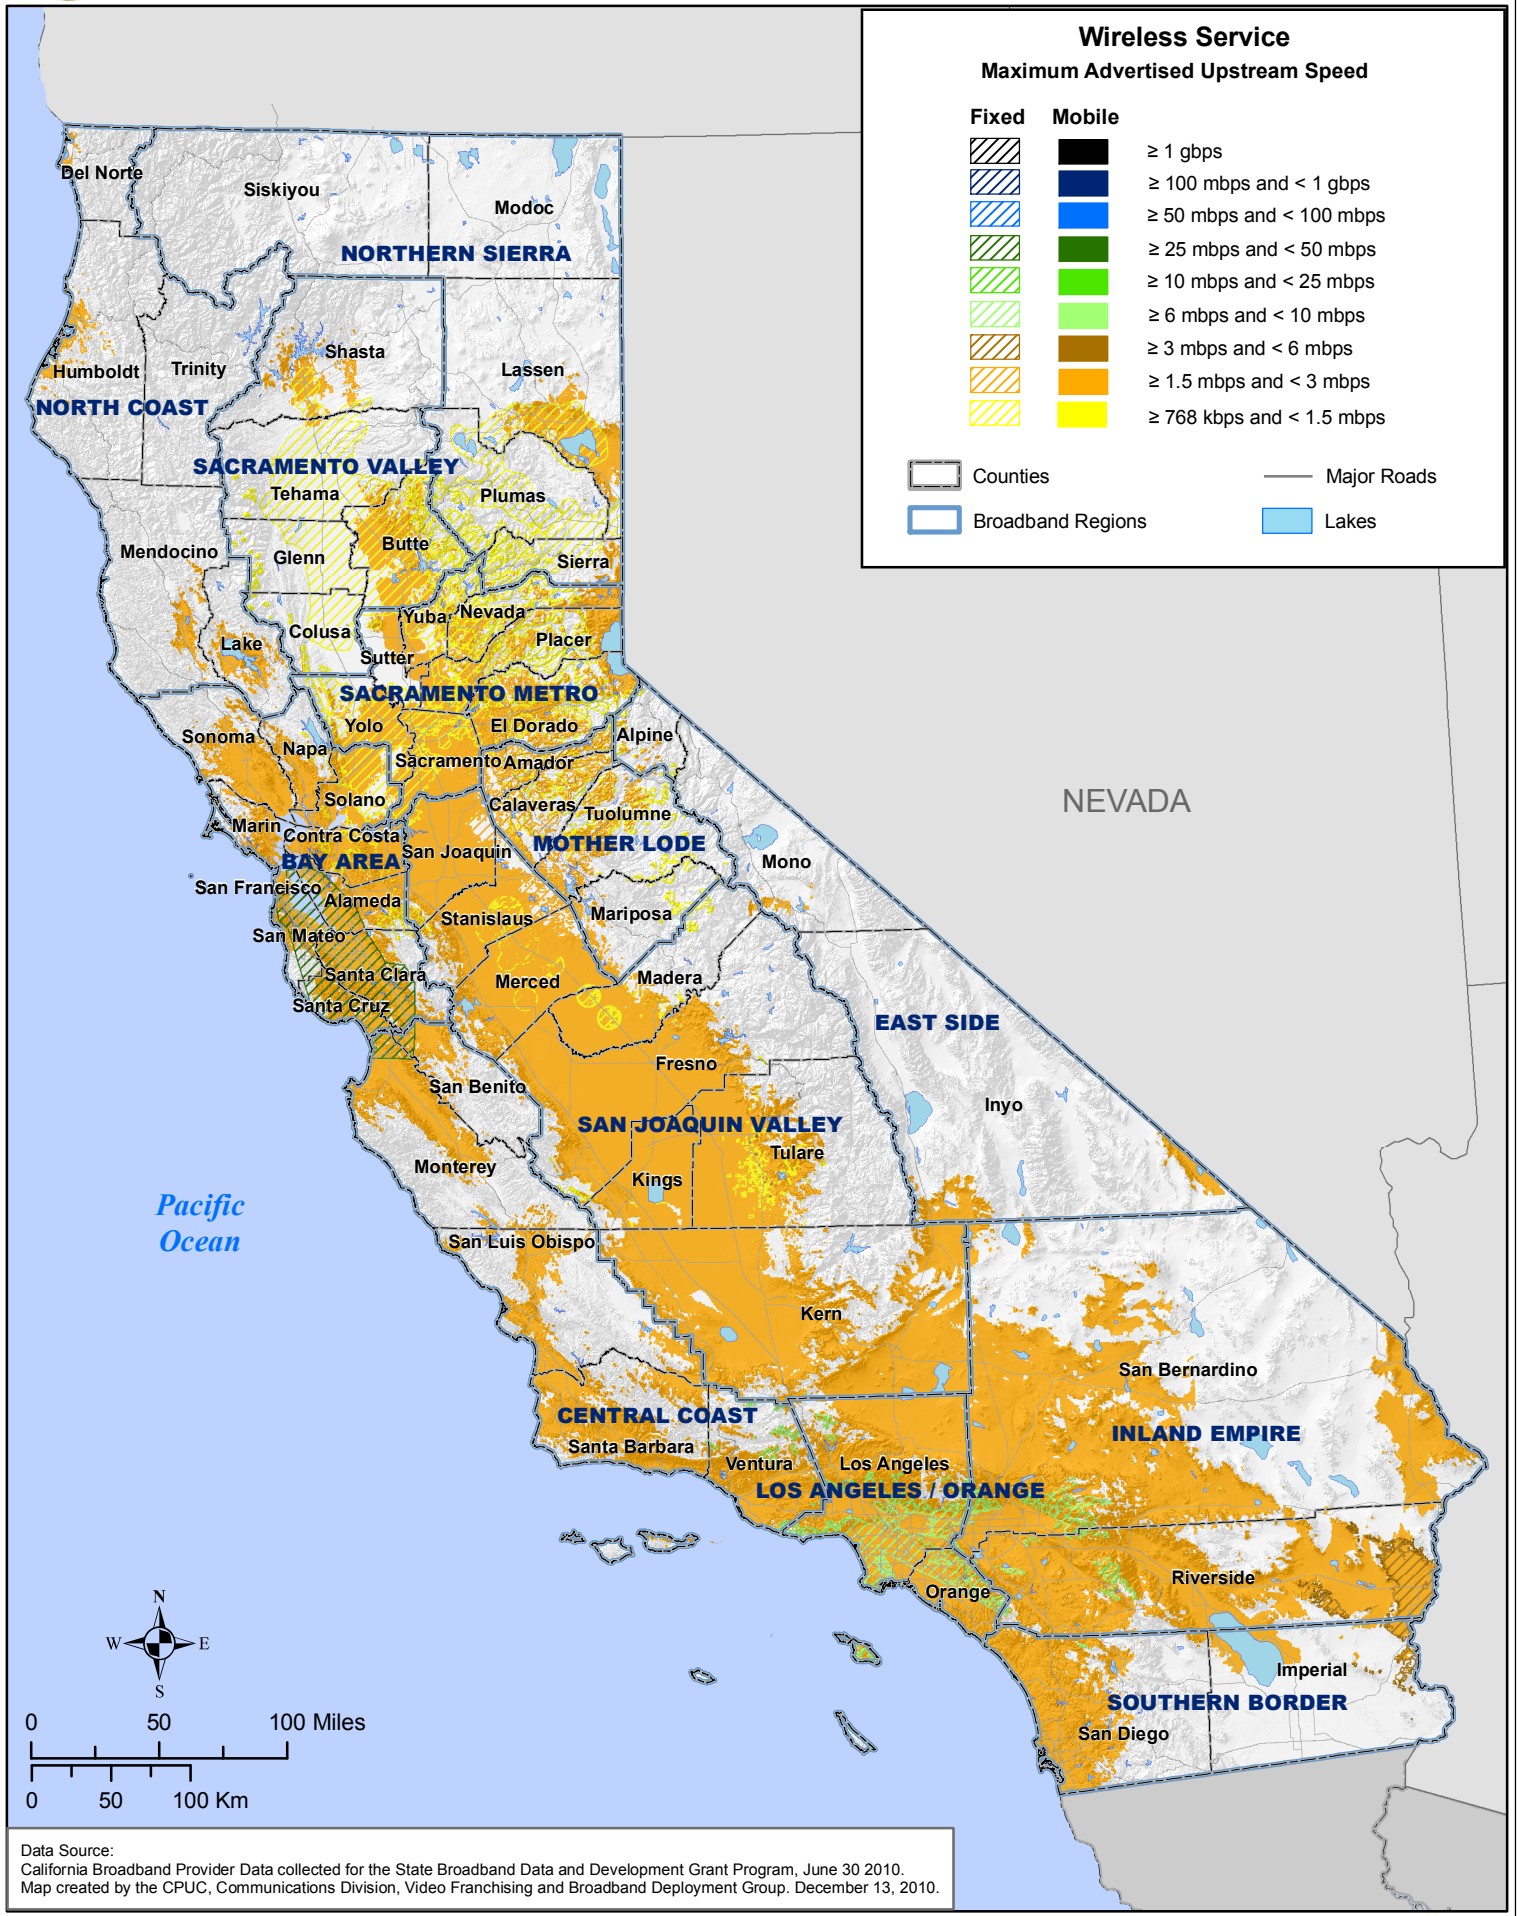 Wireless Service
Maximum Advertised Upstream Speed
Fixed Mobile
≥ 1 gbps
≥ 100 mbps and < 1 gbps
≥ 50 mbps and < 100 mbps
≥ 25 mbps and < 50 mbps
≥ 10 mbps and < 25 mbps
≥ 6 mbps and < 10 mbps
≥ 3 mbps and < 6 mbps
≥ 1.5 mbps and < 3 mbps
≥ 768 kbps and < 1.5 mbps
Counties
Major Roads
Broadband Regions
Lakes
Del Norte
Siskiyou
Modoc
NORTHERN SIERRA
Shasta
Lassen
Humboldt
Trinity
NORTH COAST
SACRAMENTO VALLEY
Tehama
Plumas
Mendocino
Glenn
Butte
Sierra
Colusa
Yuba
Nevada
Lake
Placer
Sutter
SACRAMENTO METRO
Sonoma
Napa
Yolo
El Dorado
Alpine
Sacramento
Amador
Solano
Calaveras
Tuolumne
Marin
Contra Costa
MOTHER LODE
BAY AREA
San Joaquin
Mono
NEVADA
San Francisco
Alameda
Stanislaus
Mariposa
San Mateo
Santa Clara
Merced
Madera
Santa Cruz
EAST SIDE
Fresno
San Benito
Inyo
SAN JOAQUIN VALLEY
Tulare
Monterey
Kings
Pacific
Ocean
San Luis Obispo
Kern
San Bernardino
CENTRAL COAST
INLAND EMPIRE
Santa Barbara
Ventura
Los Angeles
LOS ANGELES / ORANGE
Orange
Riverside
Imperial
SOUTHERN BORDER
San Diego
N
W E
S
0 50 100 Miles
0 50 100 Km
Data Source:
California Broadband Provider Data collected for the State Broadband Data and Development Grant Program, June 30 2010.
Map created by the CPUC, Communications Division, Video Franchising and Broadband Deployment Group. December 13, 2010.